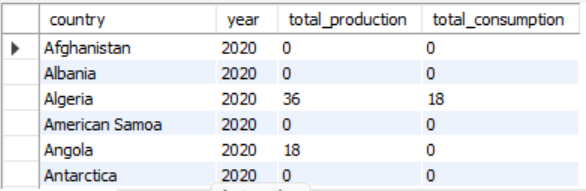 country year total_production total_consumption
Afghanistan 2020 0 0
Albania 2020 0 0
Algeria 2020 36 18
American Samoa 2020 0 0
Angola 2020 18 0
Antarctica 2020 0 0